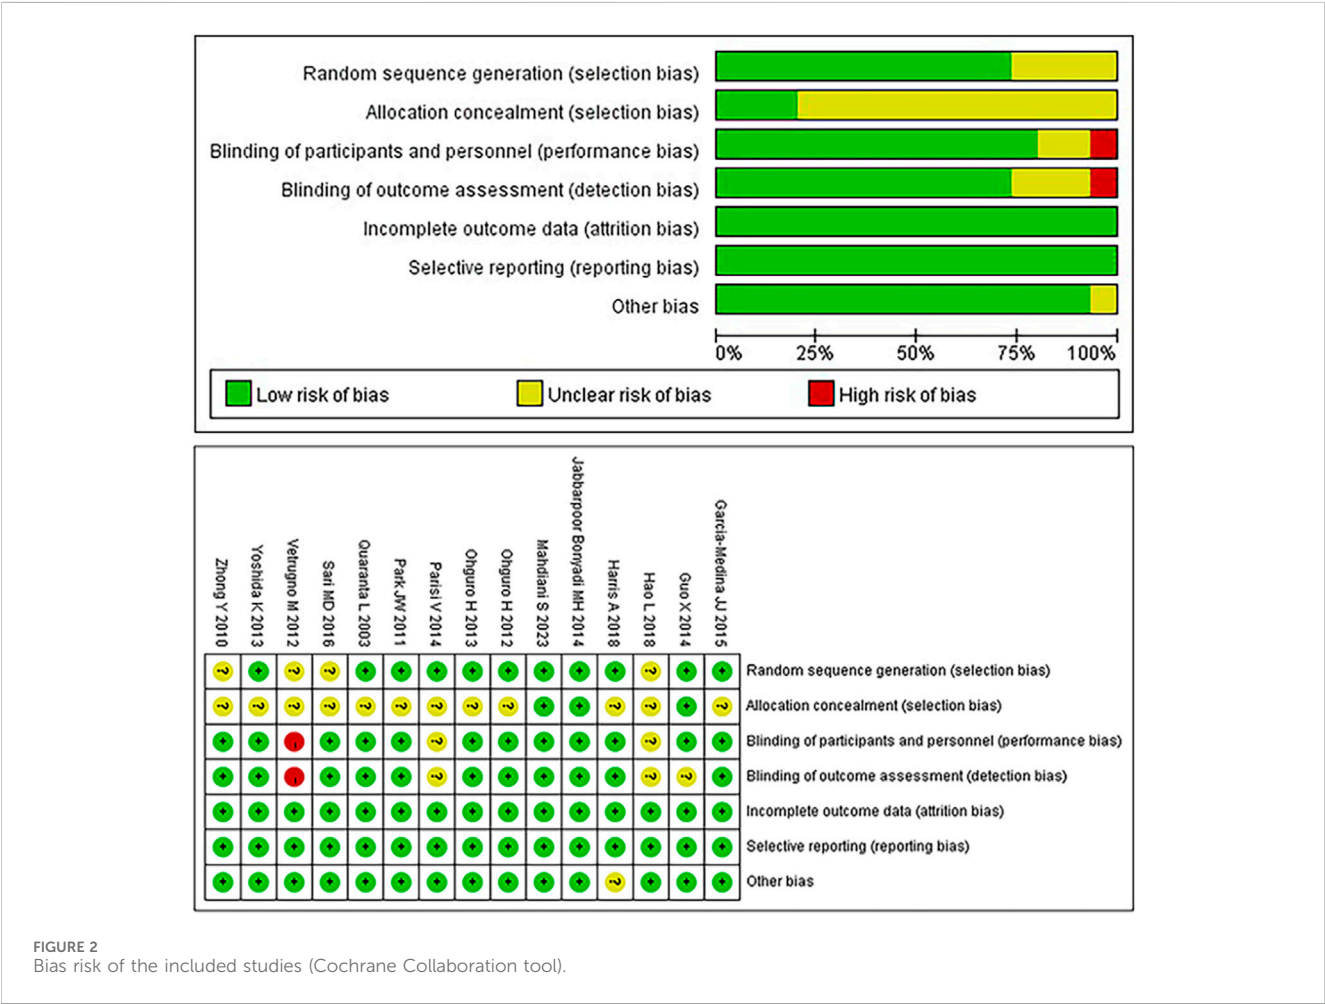 Random sequence generation (selection bias)
Allocation concealment (selection bias)
Blinding of participants and personnel (performance bias)
Blinding of outcome assessment (detection bias)
Incomplete outcome data (attrition bias)
Selective reporting (reporting bias)
Other bias
0% 25% 50% 75% 100%
Low risk of bias Unclear risk of bias High risk of bias
Zhong Y 2010
Yoshida K 2013
Vetrugno M 2012
Sari MD 2016
Quaranta L 2003
Park JW 2011
Parisi V 2014
Ohguro H 2013
Ohguro H 2012
Mahdiani S 2023
Jabbarpoor Bonyadi MH 2014
Harris A 2018
Hao L 2018
Guo X 2014
Garcia-Medina JJ 2015
? + ? ? + + + + + + + + ? + + Random sequence generation (selection bias)
? ? ? ? ? ? ? ? ? + + ? ? + ? Allocation concealment (selection bias)
+ + - + + + ? + + + + + ? + + Blinding of participants and personnel (performance bias)
+ + - + + + ? + + + + + ? ? + Blinding of outcome assessment (detection bias)
+ + + + + + + + + + + + + + + Incomplete outcome data (attrition bias)
+ + + + + + + + + + + + + + + Selective reporting (reporting bias)
+ + + + + + + + + + + ? + + + Other bias
FIGURE 2
Bias risk of the included studies (Cochrane Collaboration tool).